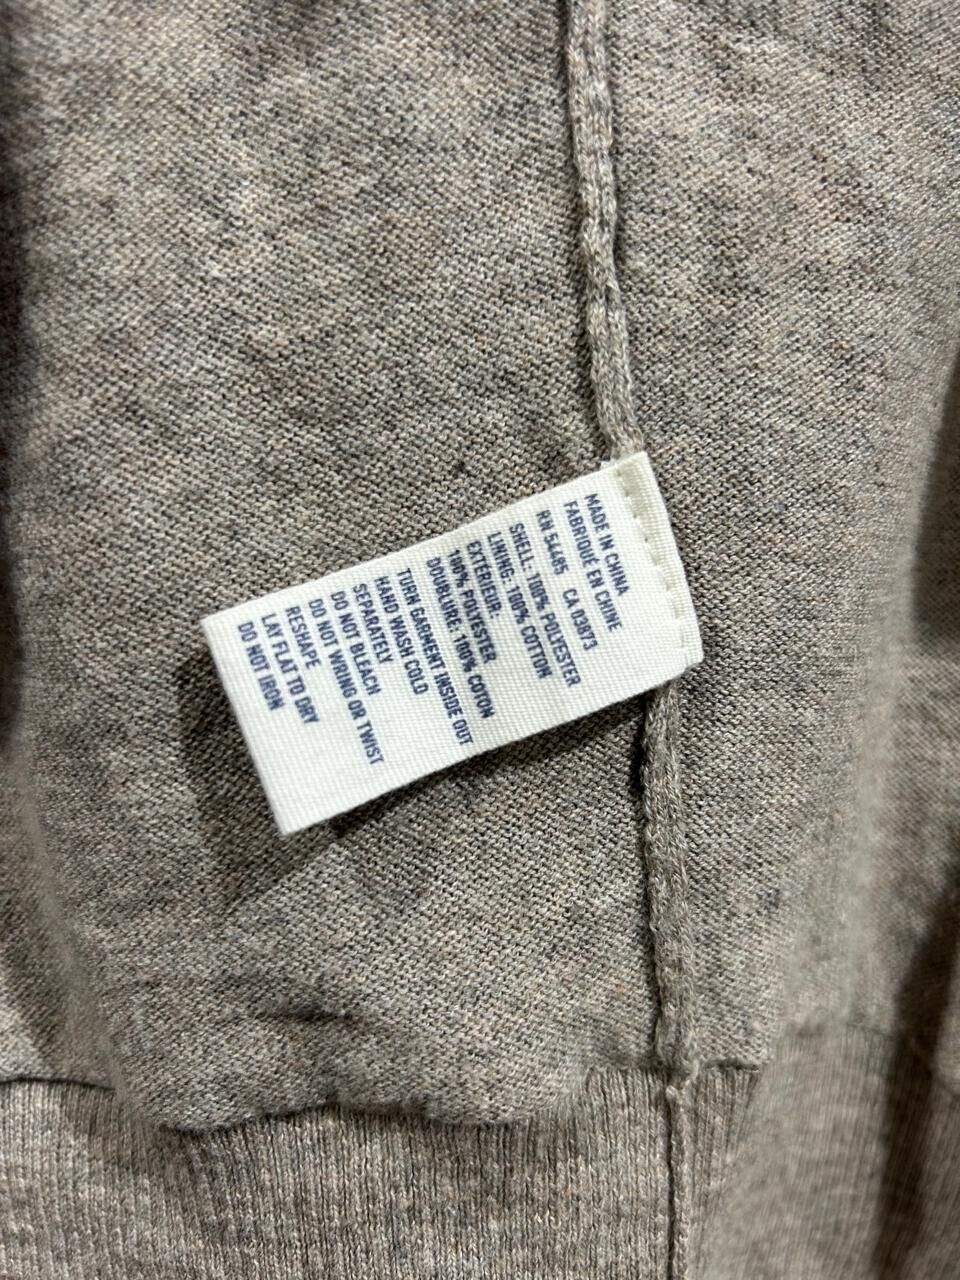 MADE IN CHINA
FABRIQUÉ EN CHINE
RN 54485 CA 03873
SHELL: 100% POLYESTER
LINING: 100% COTTON
EXTÉRIEUR:
100% POLYESTER
DOUBLURE: 100% COTON
TURN GARMENT INSIDE OUT
HAND WASH COLD
SEPARATELY
DO NOT BLEACH
DO NOT WRING OR TWIST
RESHAPE
LAY FLAT TO DRY
DO NOT IRON